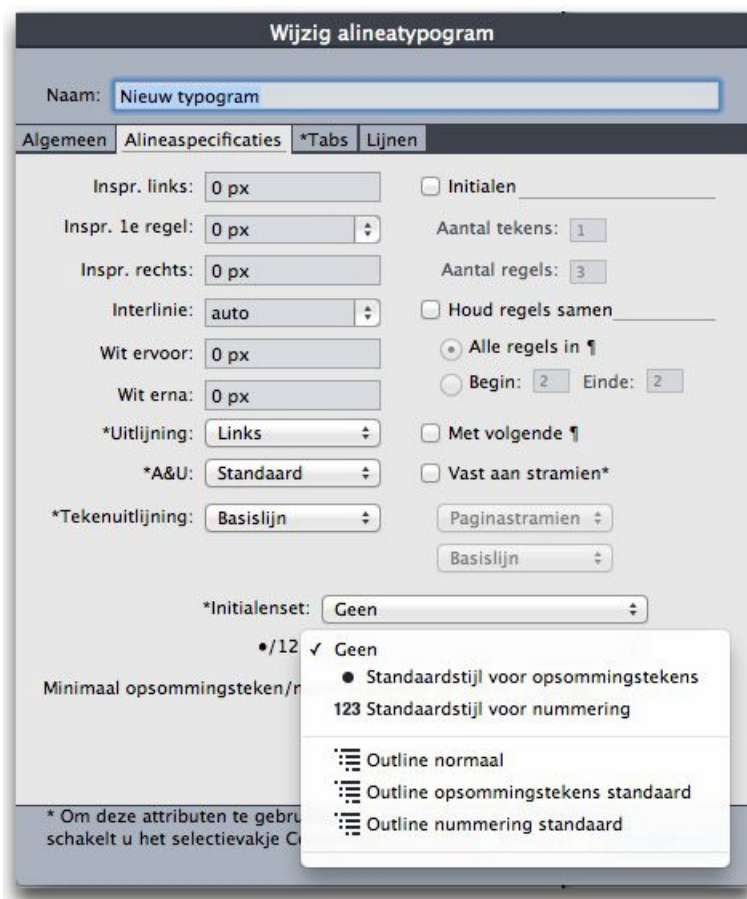 Wijzig alineatypogram
Naam: Nieuw typogram
Algemeen Alineaspecificaties *Tabs Lijnen
Inspr. links: 0 px
Inspr. 1e regel: 0 px
Inspr. rechts: 0 px
Interlinie: auto
Wit ervoor: 0 px
Wit erna: 0 px
*Uitlijning: Links
*A&U: Standaard
*Tekenuitlijning: Basislijn
Initialen
Aantal tekens: 1
Aantal regels: 3
Houd regels samen
Alle regels in ¶
Begin: 2 Einde: 2
Met volgende ¶
Vast aan stramien*
Paginastramien
Basislijn
*Initialenset: Geen
•/12
✓ Geen
• Standaardstijl voor opsommingstekens
123 Standaardstijl voor nummering
Outline normaal
Outline opsommingstekens standaard
Outline nummering standaard
Minimaal opsommingsteken/
* Om deze attributen te
schakelt u het selectievakje